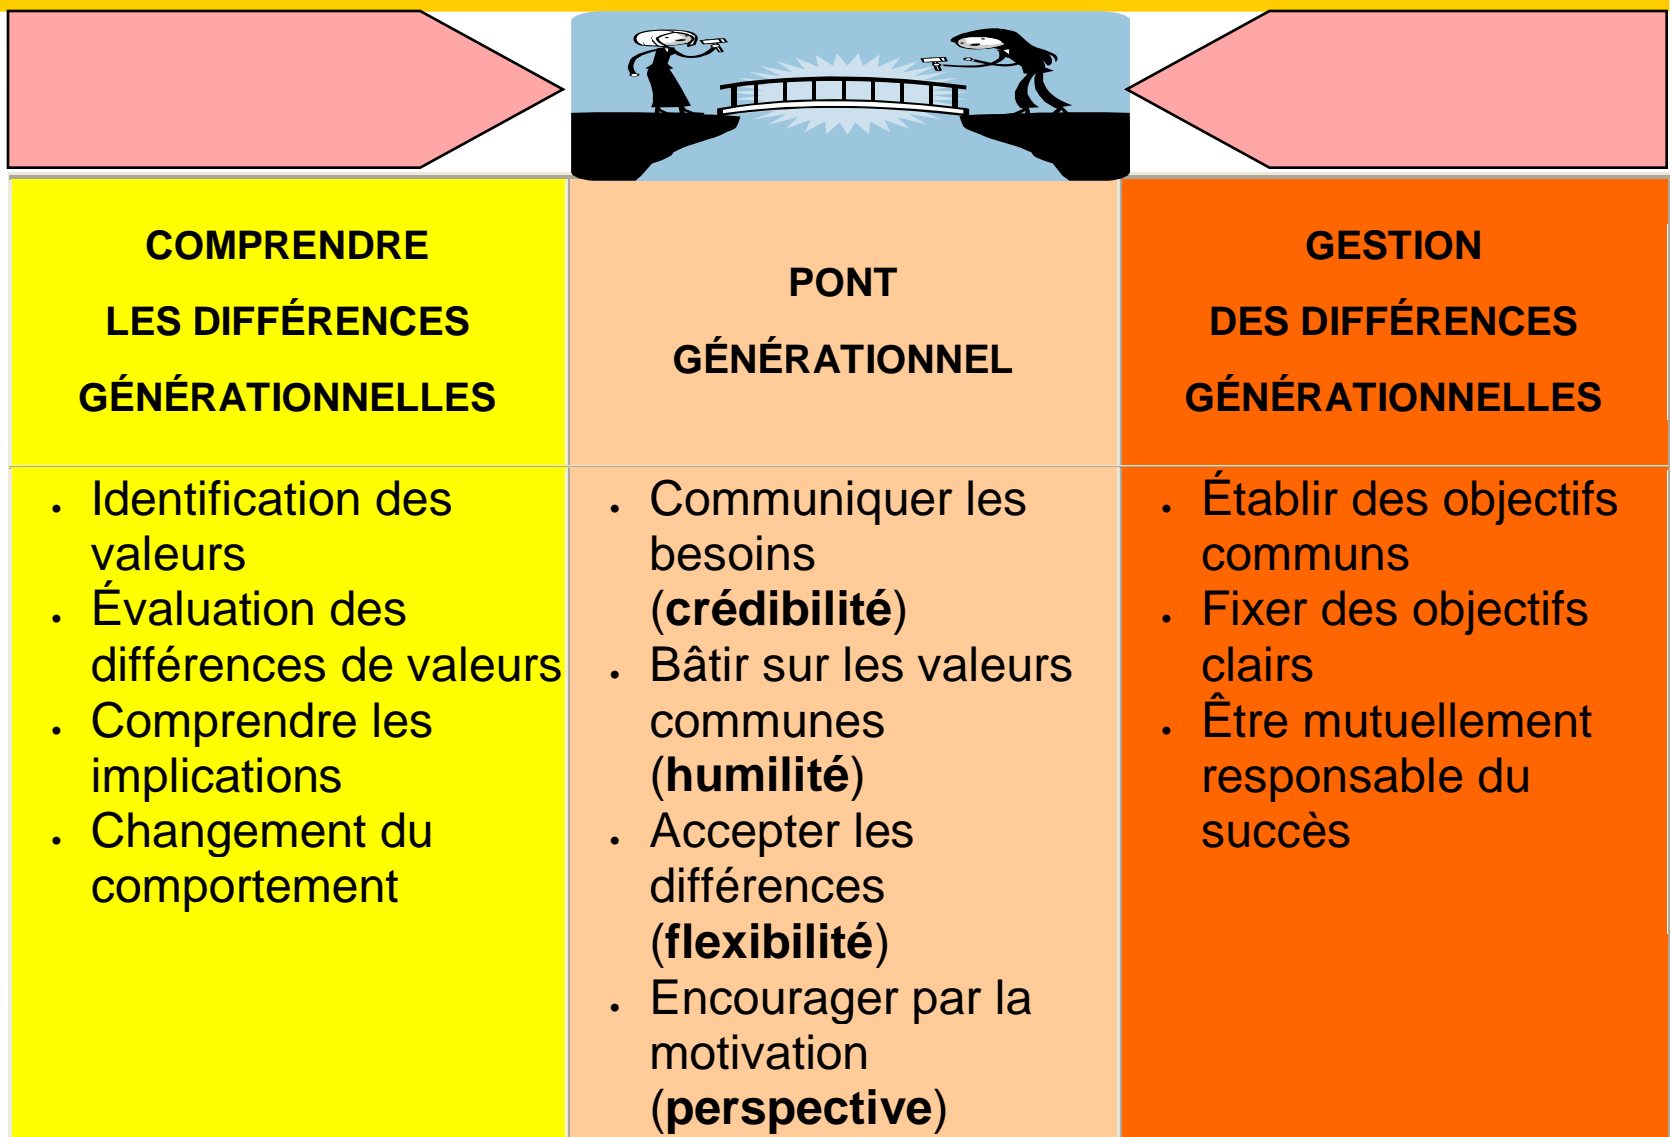 COMPRENDRE
LES DIFFÉRENCES
GÉNÉRATIONNELLES
PONT
GÉNÉRATIONNEL
GESTION
DES DIFFÉRENCES
GÉNÉRATIONNELLES
• Identification des
valeurs
• Évaluation des
différences de valeurs
• Comprendre les
implications
• Changement du
comportement
• Communiquer les
besoins
(crédibilité)
• Bâtir sur les valeurs
communes
(humilité)
• Accepter les
différences
(flexibilité)
• Encourager par la
motivation
(perspective)
• Établir des objectifs
communs
• Fixer des objectifs
clairs
• Être mutuellement
responsable du
succès